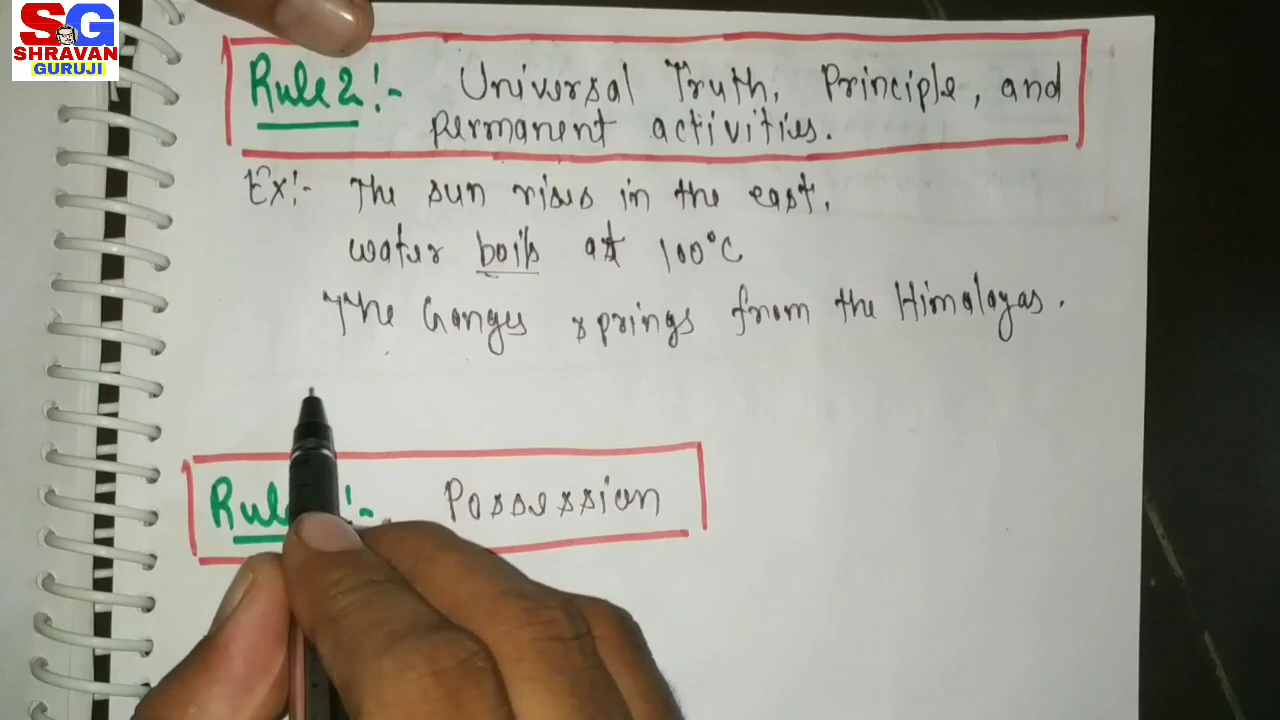 SG
SHRAVAN
GURUJI
Rule 2:- Universal Truth, Principle, and
permanent activities.
Ex:- The sun rises in the east.
water boils at 100°C
The Ganges springs from the Himalayas.
Rule :- Possession